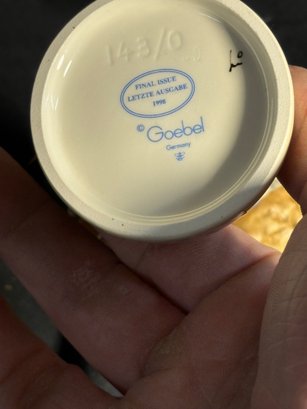 143/0
FINAL ISSUE
LETZTE AUSGABE
1998
© Goebel
Germany